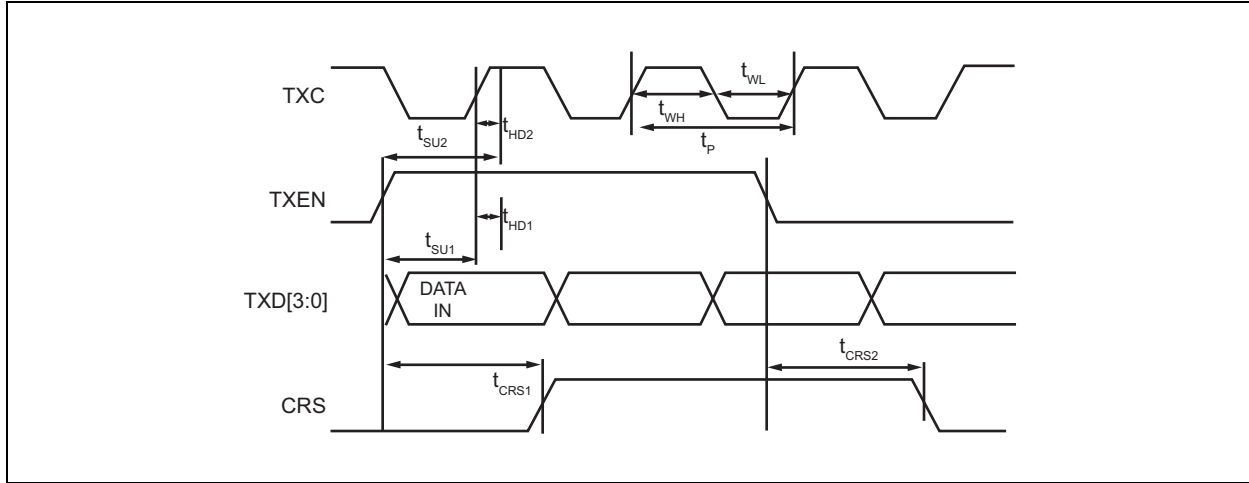 TXC
t_WL
t_WH
t_P
t_HD2
t_SU2
TXEN
t_HD1
t_SU1
TXD[3:0]
DATA
IN
t_CRS2
t_CRS1
CRS